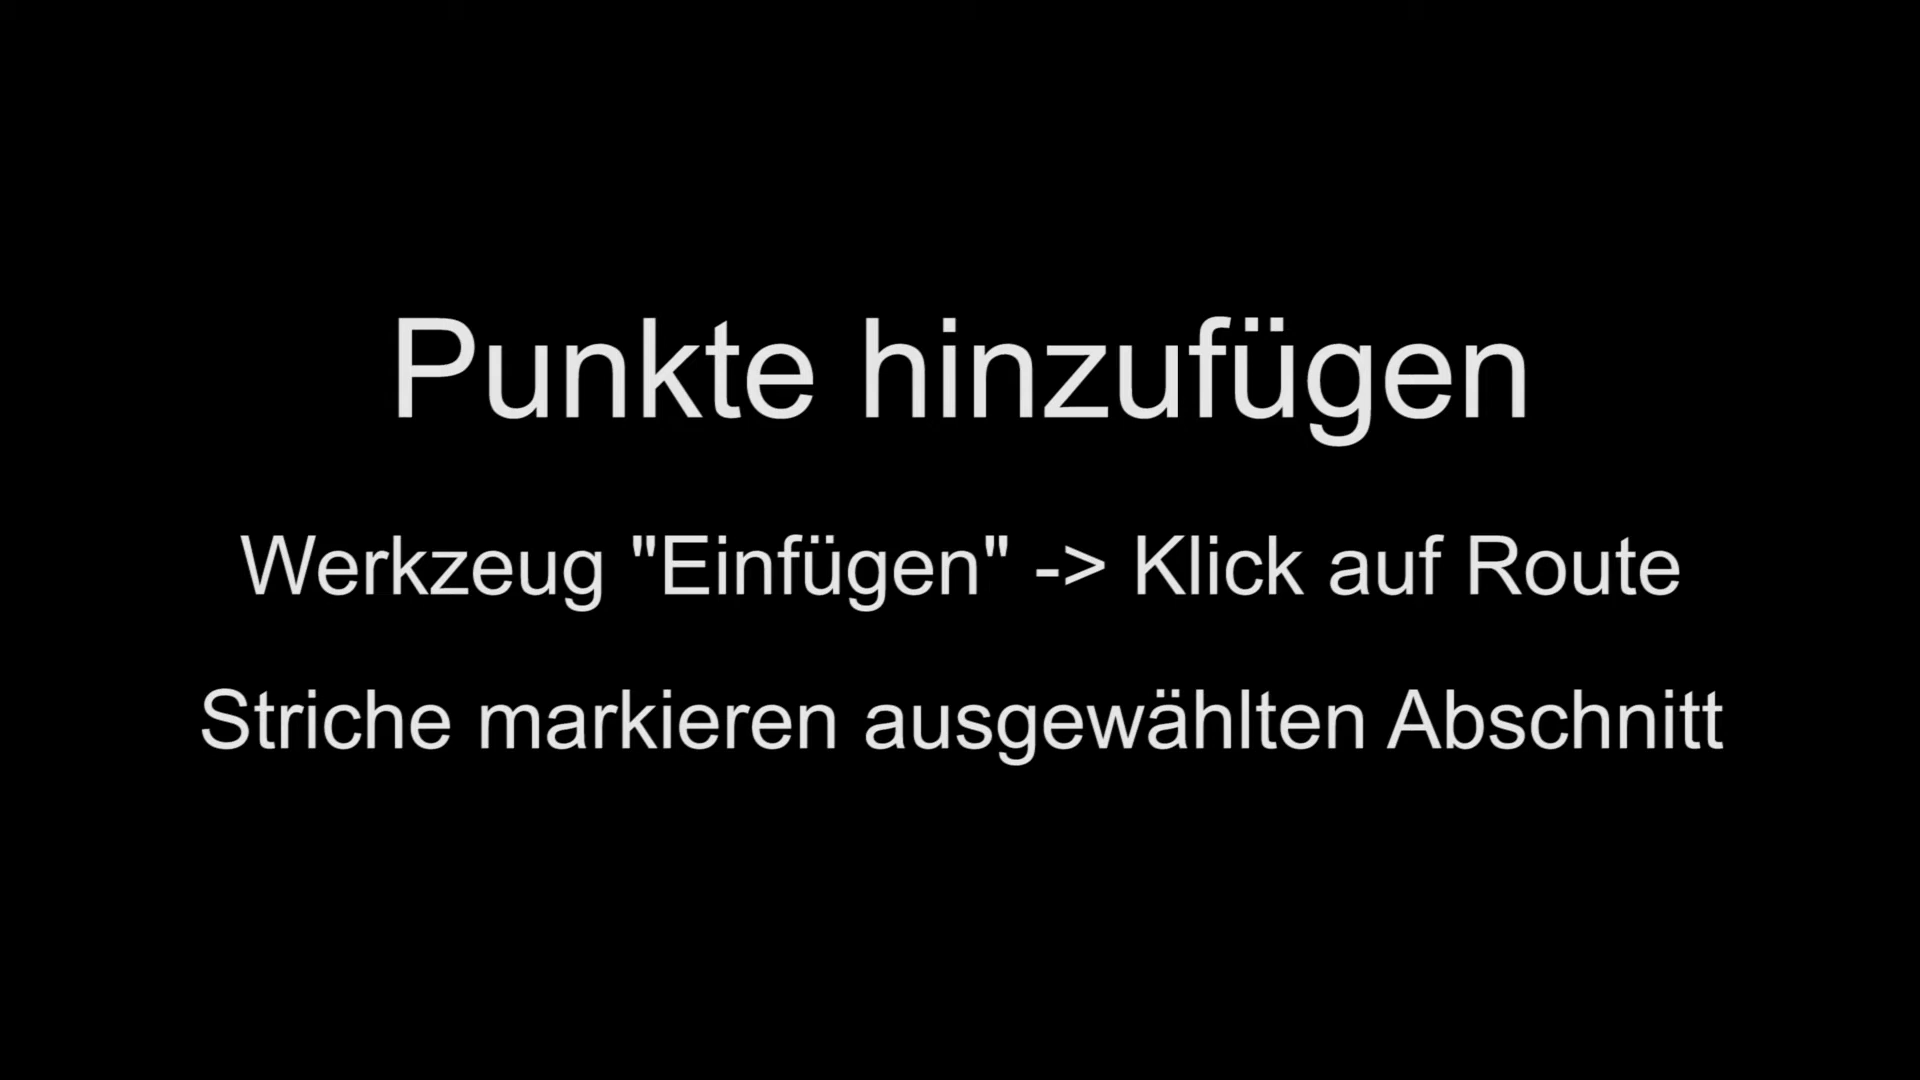 Punkte hinzufügen
Werkzeug "Einfügen" -> Klick auf Route
Striche markieren ausgewählten Abschnitt